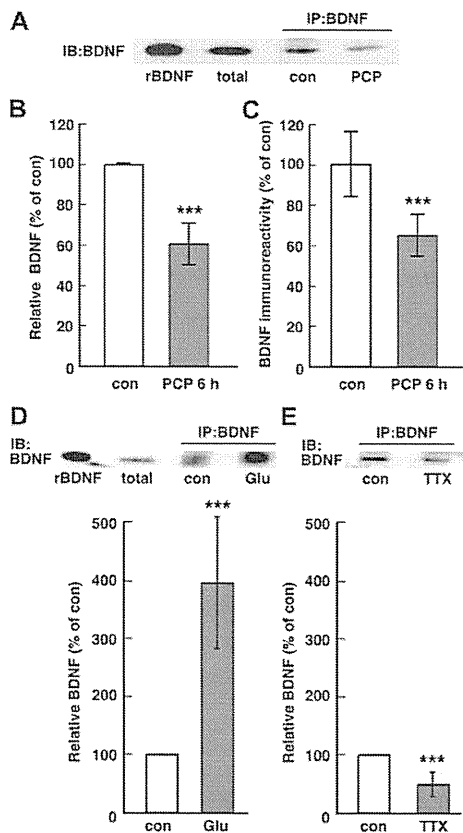 A
IP:BDNF
IB:BDNF
rBDNF total con PCP
B
Relative BDNF (% of con)
120
100
80
60
40
20
0
***
con PCP 6 h
C
BDNF immunoreactivity (% of con)
120
100
80
60
40
20
0
***
con PCP 6 h
D
IP:BDNF
IB:
BDNF
rBDNF total con Glu
Relative BDNF (% of con)
500
400
300
200
100
0
***
con Glu
E
IP:BDNF
IB:
BDNF
con TTX
Relative BDNF (% of con)
500
400
300
200
100
0
***
con TTX